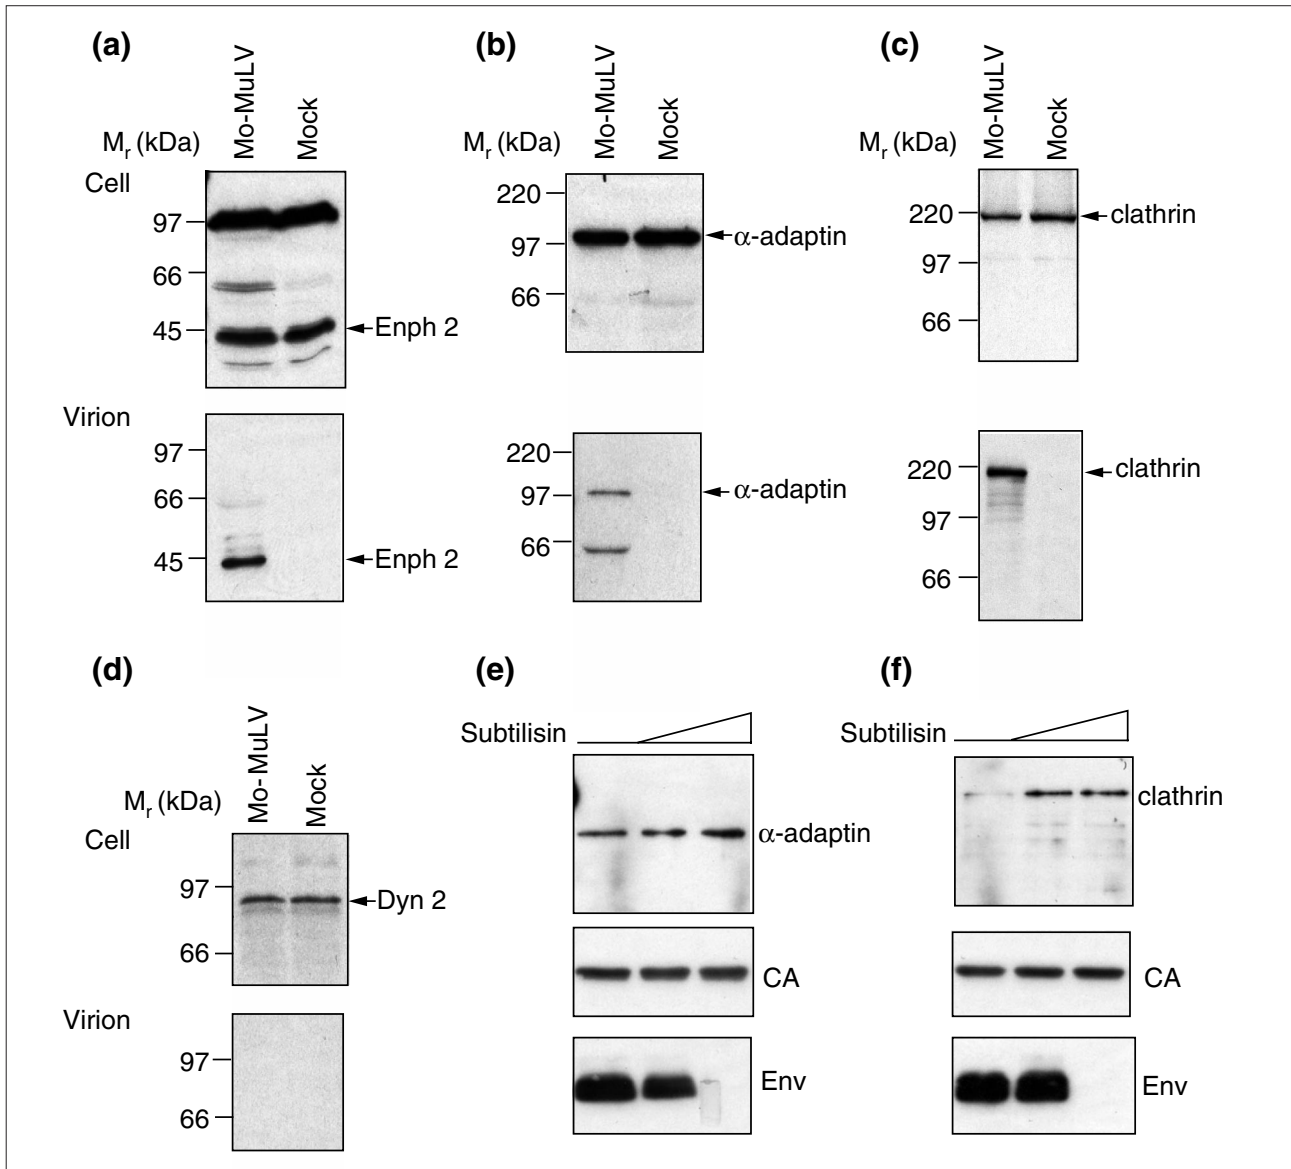 (a)
Mo-MuLV
Mock
Mr (kDa)
Cell
97
66
45
Enph 2
Virion
97
66
45
Enph 2
(b)
Mo-MuLV
Mock
Mr (kDa)
220
97
66
α-adaptin
220
97
66
α-adaptin
(c)
Mo-MuLV
Mock
Mr (kDa)
220
97
66
clathrin
220
97
66
clathrin
(d)
Mo-MuLV
Mock
Mr (kDa)
Cell
97
66
Dyn 2
Virion
97
66
(e)
Subtilisin
α-adaptin
CA
Env
(f)
Subtilisin
clathrin
CA
Env